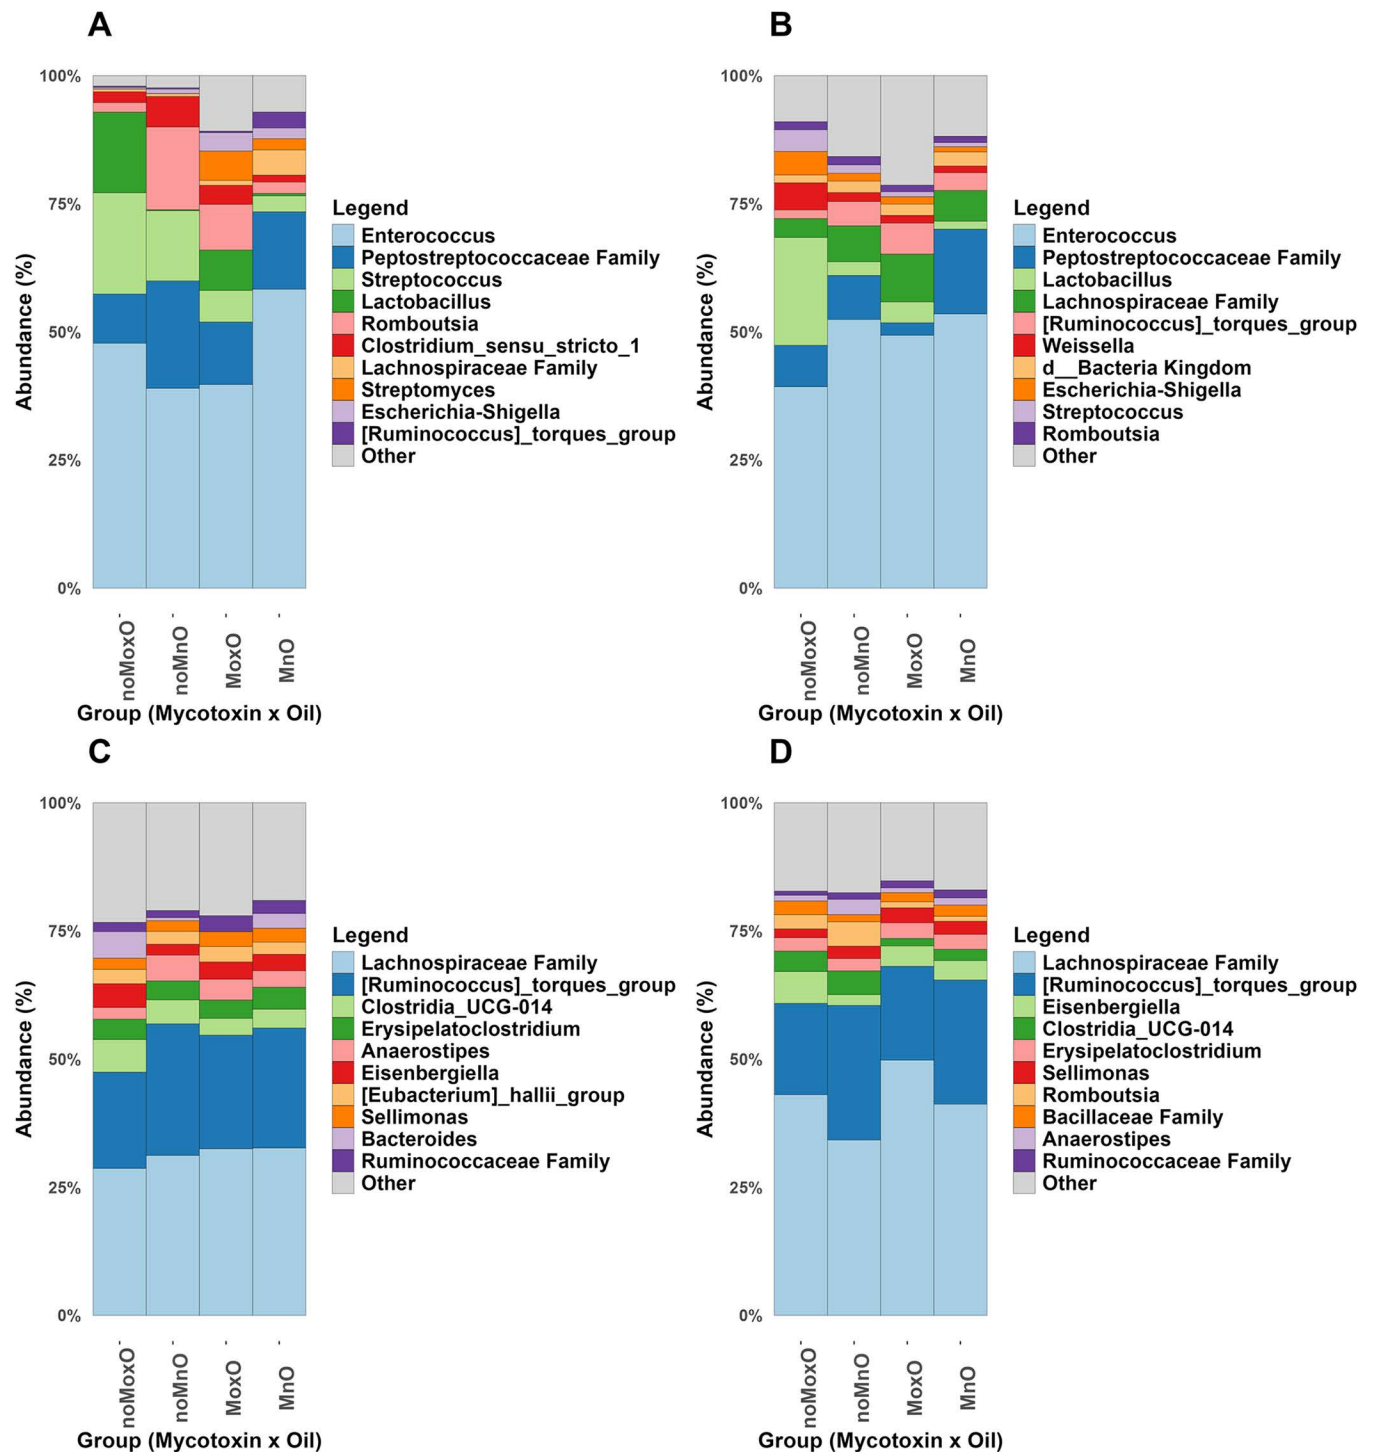 A
100%
75%
50%
25%
0%
Abundance (%)
noMoxO
noMnO
MoxO
MnO
Group (Mycotoxin x Oil)
Legend
Enterococcus
Peptostreptococcaceae Family
Streptococcus
Lactobacillus
Romboutsia
Clostridium_sensu_stricto_1
Lachnospiraceae Family
Streptomyces
Escherichia-Shigella
[Ruminococcus]_torques_group
Other
B
100%
75%
50%
25%
0%
Abundance (%)
noMoxO
noMnO
MoxO
MnO
Group (Mycotoxin x Oil)
Legend
Enterococcus
Peptostreptococcaceae Family
Lactobacillus
Lachnospiraceae Family
[Ruminococcus]_torques_group
Weissella
d__Bacteria Kingdom
Escherichia-Shigella
Streptococcus
Romboutsia
Other
C
100%
75%
50%
25%
0%
Abundance (%)
noMoxO
noMnO
MoxO
MnO
Group (Mycotoxin x Oil)
Legend
Lachnospiraceae Family
[Ruminococcus]_torques_group
Clostridia_UCG-014
Erysipelatoclostridium
Anaerostipes
Eisenbergiella
[Eubacterium]_hallii_group
Sellimonas
Bacteroides
Ruminococcaceae Family
Other
D
100%
75%
50%
25%
0%
Abundance (%)
noMoxO
noMnO
MoxO
MnO
Group (Mycotoxin x Oil)
Legend
Lachnospiraceae Family
[Ruminococcus]_torques_group
Eisenbergiella
Clostridia_UCG-014
Erysipelatoclostridium
Sellimonas
Romboutsia
Bacillaceae Family
Anaerostipes
Ruminococcaceae Family
Other